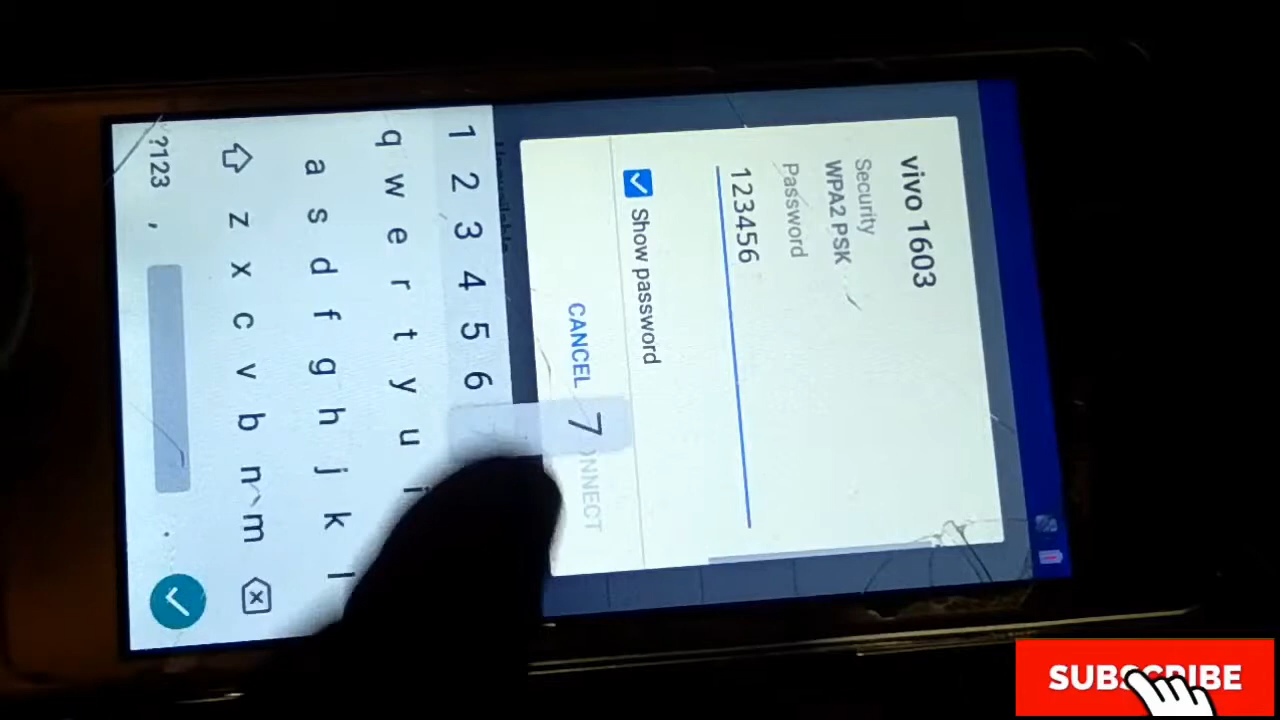 vivo 1603
Security
WPA2 PSK
Password
123456
Show password
CANCEL
7
1 2 3 4 5 6
q w e r t y u i
a s d f g h j k l
z x c v b n m
?123 , .
SUBSCRIBE